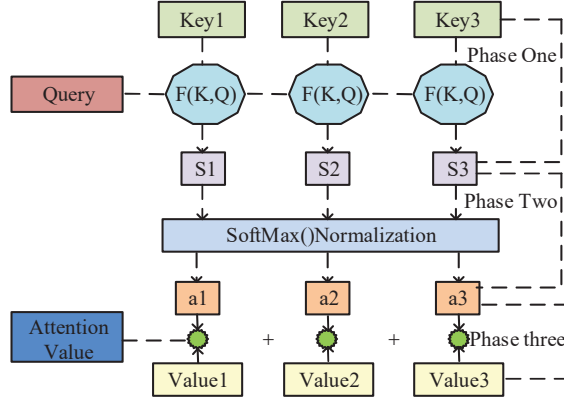 Key1 Key2 Key3
Phase One
Query F(K,Q) F(K,Q) F(K,Q)
S1 S2 S3
Phase Two
SoftMax()Normalization
a1 a2 a3
Attention
Value
+ + Phase three
Value1 Value2 Value3